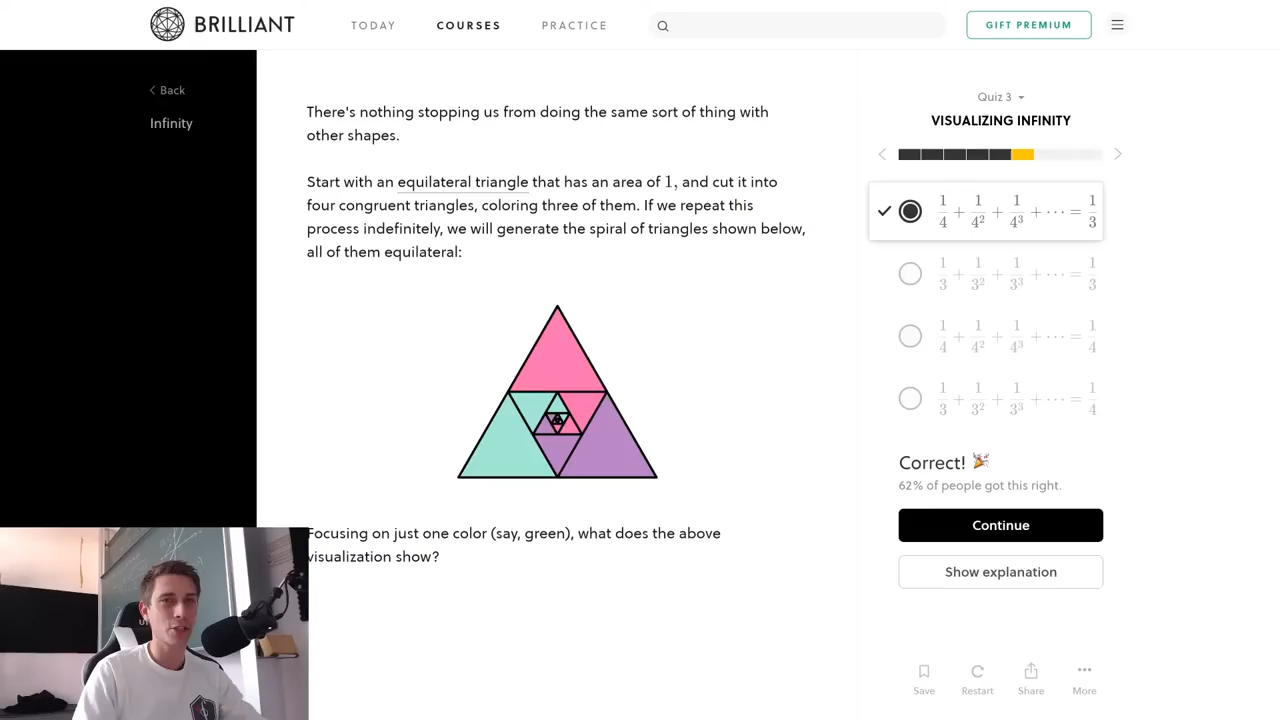 BRILLIANT
TODAY
COURSES
PRACTICE
GIFT PREMIUM
Back
Infinity
There's nothing stopping us from doing the same sort of thing with
other shapes.
Start with an equilateral triangle that has an area of 1, and cut it into
four congruent triangles, coloring three of them. If we repeat this
process indefinitely, we will generate the spiral of triangles shown below,
all of them equilateral:
Focusing on just one color (say, green), what does the above
visualization show?
Quiz 3
VISUALIZING INFINITY
1/4 + 1/4² + 1/4³ + ⋯ = 1/3
1/3 + 1/3² + 1/3³ + ⋯ = 1/3
1/4 + 1/4² + 1/4³ + ⋯ = 1/4
1/3 + 1/3² + 1/3³ + ⋯ = 1/4
Correct! 🎉
62% of people got this right.
Continue
Show explanation
Save
Restart
Share
More